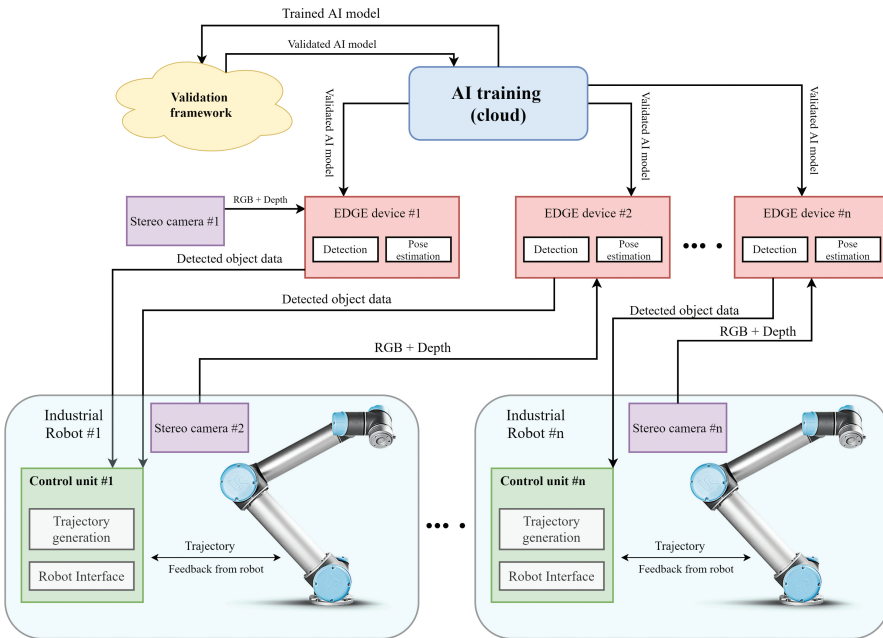 Trained AI model
Validated AI model
Validation
framework
AI training
(cloud)
Validated AI model
Validated AI model
Validated AI model
Stereo camera #1
RGB + Depth
EDGE device #1
Detection
Pose
estimation
EDGE device #2
Detection
Pose
estimation
EDGE device #n
Detection
Pose
estimation
Detected object data
Detected object data
Detected object data
RGB + Depth
RGB + Depth
Industrial
Robot #1
Stereo camera #2
Control unit #1
Trajectory
generation
Robot Interface
Trajectory
Feedback from robot
Industrial
Robot #n
Stereo camera #n
Control unit #n
Trajectory
generation
Robot Interface
Trajectory
Feedback from robot